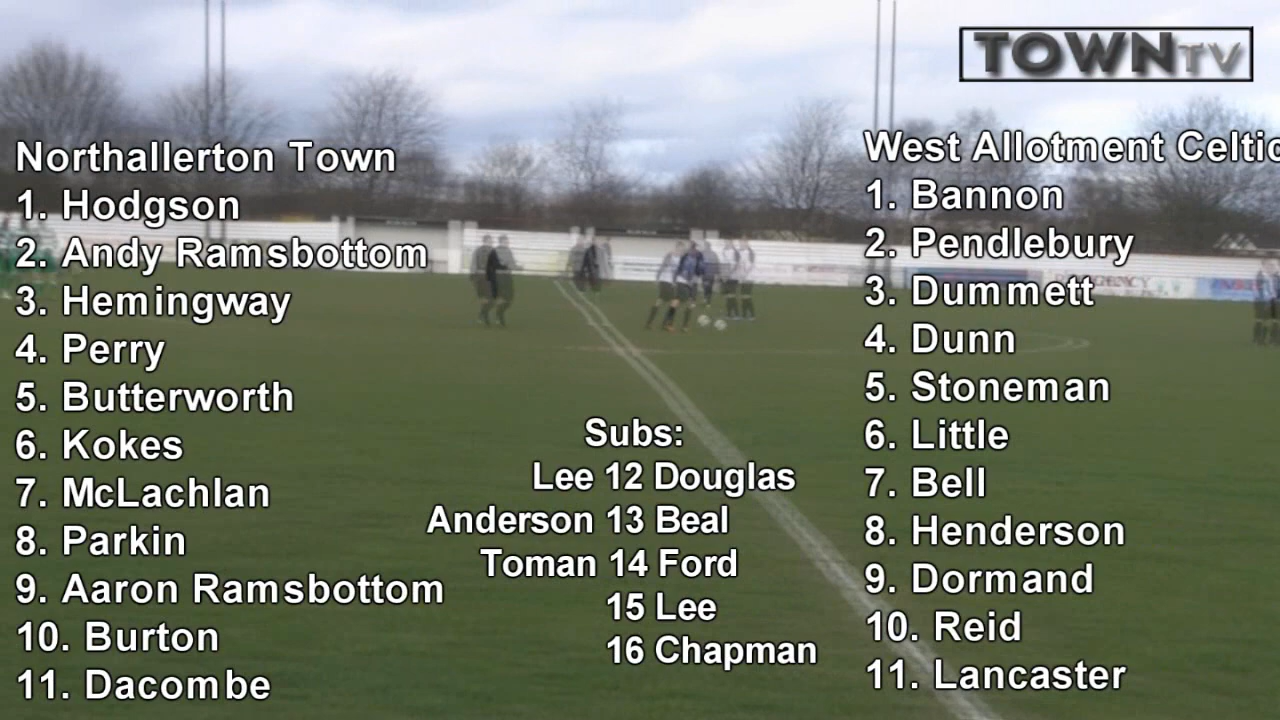 TOWNTV
Northallerton Town
1. Hodgson
2. Andy Ramsbottom
3. Hemingway
4. Perry
5. Butterworth
6. Kokes
7. McLachlan
8. Parkin
9. Aaron Ramsbottom
10. Burton
11. Dacombe
Subs:
Lee 12 Douglas
Anderson 13 Beal
Toman 14 Ford
15 Lee
16 Chapman
West Allotment Celtic
1. Bannon
2. Pendlebury
3. Dummett
4. Dunn
5. Stoneman
6. Little
7. Bell
8. Henderson
9. Dormand
10. Reid
11. Lancaster